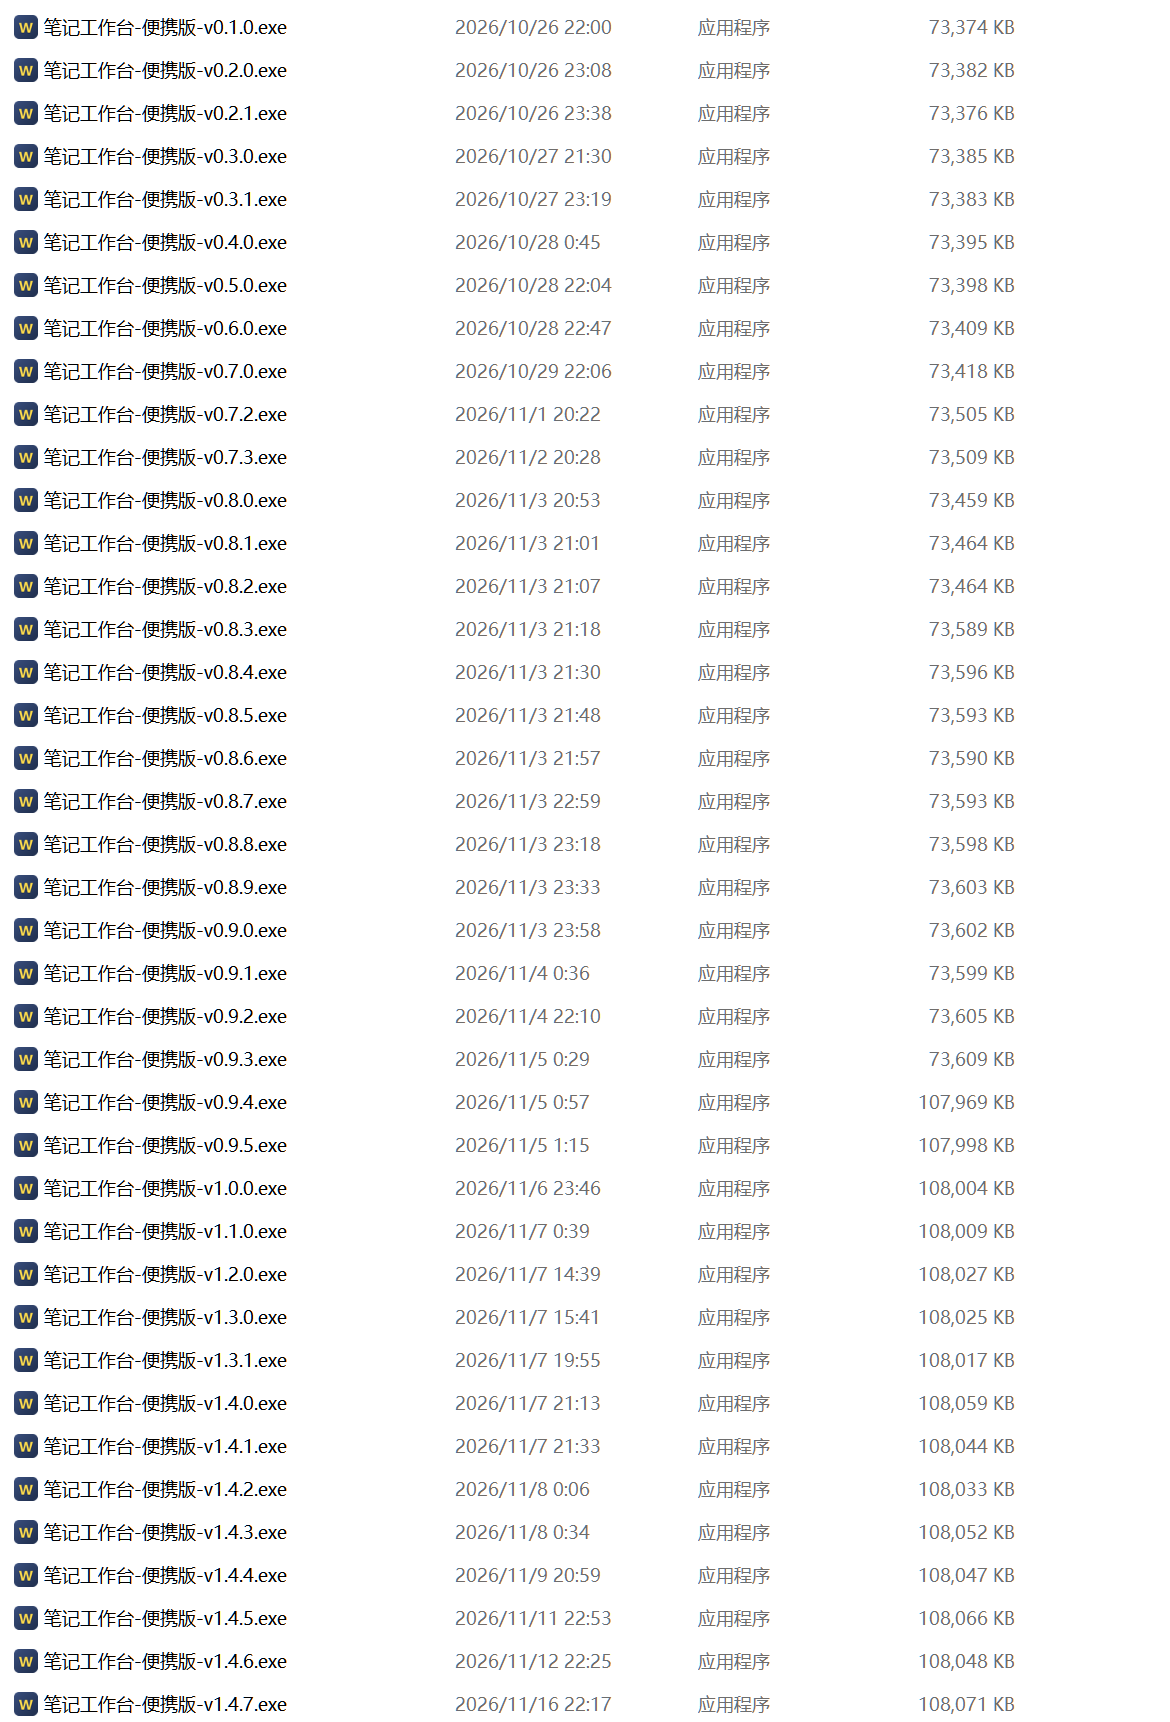 W 笔记工作台-便携版-v0.1.0.exe 2026/10/26 22:00 应用程序 73,374 KB
W 笔记工作台-便携版-v0.2.0.exe 2026/10/26 23:08 应用程序 73,382 KB
W 笔记工作台-便携版-v0.2.1.exe 2026/10/26 23:38 应用程序 73,376 KB
W 笔记工作台-便携版-v0.3.0.exe 2026/10/27 21:30 应用程序 73,385 KB
W 笔记工作台-便携版-v0.3.1.exe 2026/10/27 23:19 应用程序 73,383 KB
W 笔记工作台-便携版-v0.4.0.exe 2026/10/28 0:45 应用程序 73,395 KB
W 笔记工作台-便携版-v0.5.0.exe 2026/10/28 22:04 应用程序 73,398 KB
W 笔记工作台-便携版-v0.6.0.exe 2026/10/28 22:47 应用程序 73,409 KB
W 笔记工作台-便携版-v0.7.0.exe 2026/10/29 22:06 应用程序 73,418 KB
W 笔记工作台-便携版-v0.7.2.exe 2026/11/1 20:22 应用程序 73,505 KB
W 笔记工作台-便携版-v0.7.3.exe 2026/11/2 20:28 应用程序 73,509 KB
W 笔记工作台-便携版-v0.8.0.exe 2026/11/3 20:53 应用程序 73,459 KB
W 笔记工作台-便携版-v0.8.1.exe 2026/11/3 21:01 应用程序 73,464 KB
W 笔记工作台-便携版-v0.8.2.exe 2026/11/3 21:07 应用程序 73,464 KB
W 笔记工作台-便携版-v0.8.3.exe 2026/11/3 21:18 应用程序 73,589 KB
W 笔记工作台-便携版-v0.8.4.exe 2026/11/3 21:30 应用程序 73,596 KB
W 笔记工作台-便携版-v0.8.5.exe 2026/11/3 21:48 应用程序 73,593 KB
W 笔记工作台-便携版-v0.8.6.exe 2026/11/3 21:57 应用程序 73,590 KB
W 笔记工作台-便携版-v0.8.7.exe 2026/11/3 22:59 应用程序 73,593 KB
W 笔记工作台-便携版-v0.8.8.exe 2026/11/3 23:18 应用程序 73,598 KB
W 笔记工作台-便携版-v0.8.9.exe 2026/11/3 23:33 应用程序 73,603 KB
W 笔记工作台-便携版-v0.9.0.exe 2026/11/3 23:58 应用程序 73,602 KB
W 笔记工作台-便携版-v0.9.1.exe 2026/11/4 0:36 应用程序 73,599 KB
W 笔记工作台-便携版-v0.9.2.exe 2026/11/4 22:10 应用程序 73,605 KB
W 笔记工作台-便携版-v0.9.3.exe 2026/11/5 0:29 应用程序 73,609 KB
W 笔记工作台-便携版-v0.9.4.exe 2026/11/5 0:57 应用程序 107,969 KB
W 笔记工作台-便携版-v0.9.5.exe 2026/11/5 1:15 应用程序 107,998 KB
W 笔记工作台-便携版-v1.0.0.exe 2026/11/6 23:46 应用程序 108,004 KB
W 笔记工作台-便携版-v1.1.0.exe 2026/11/7 0:39 应用程序 108,009 KB
W 笔记工作台-便携版-v1.2.0.exe 2026/11/7 14:39 应用程序 108,027 KB
W 笔记工作台-便携版-v1.3.0.exe 2026/11/7 15:41 应用程序 108,025 KB
W 笔记工作台-便携版-v1.3.1.exe 2026/11/7 19:55 应用程序 108,017 KB
W 笔记工作台-便携版-v1.4.0.exe 2026/11/7 21:13 应用程序 108,059 KB
W 笔记工作台-便携版-v1.4.1.exe 2026/11/7 21:33 应用程序 108,044 KB
W 笔记工作台-便携版-v1.4.2.exe 2026/11/8 0:06 应用程序 108,033 KB
W 笔记工作台-便携版-v1.4.3.exe 2026/11/8 0:34 应用程序 108,052 KB
W 笔记工作台-便携版-v1.4.4.exe 2026/11/9 20:59 应用程序 108,047 KB
W 笔记工作台-便携版-v1.4.5.exe 2026/11/11 22:53 应用程序 108,066 KB
W 笔记工作台-便携版-v1.4.6.exe 2026/11/12 22:25 应用程序 108,048 KB
W 笔记工作台-便携版-v1.4.7.exe 2026/11/16 22:17 应用程序 108,071 KB